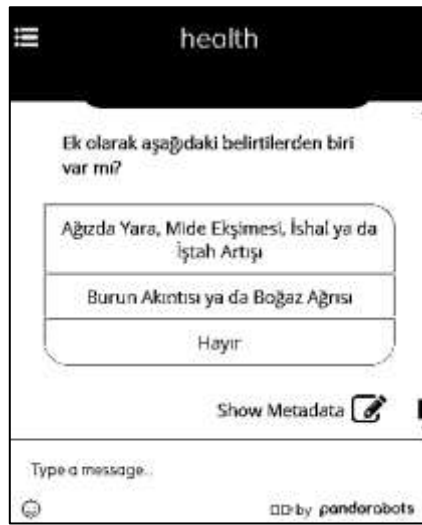 health
Ek olarak aşağıdaki belirtilerden biri
var mı?
Ağızda Yara, Mide Ekşimesi, İshal ya da
İştah Artışı
Burun Akıntısı ya da Boğaz Ağrısı
Hayır
Show Metadata
Type a message..
by pandorabots